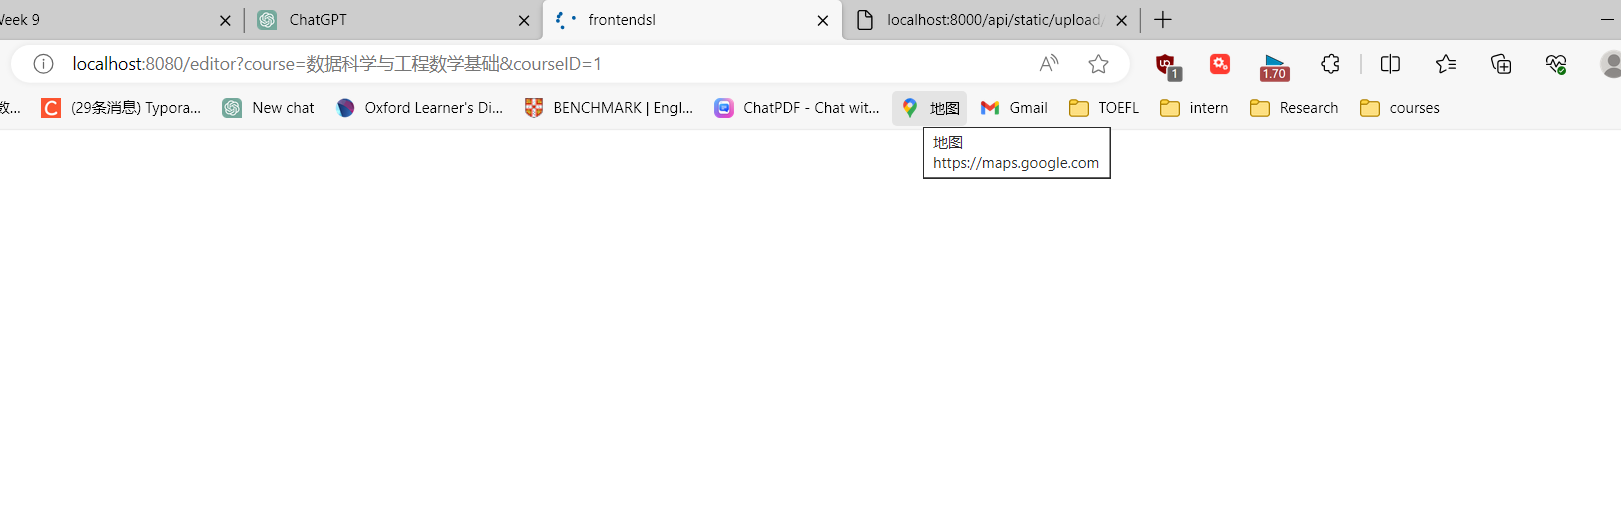 Week 9
ChatGPT
frontendsl
localhost:8000/api/static/upload/
localhost:8080/editor?course=数据科学与工程数学基础&courseID=1
1
1.70
数...
(29条消息) Typora...
New chat
Oxford Learner's Di...
BENCHMARK | Engl...
ChatPDF - Chat wit...
地图
Gmail
TOEFL
intern
Research
courses
地图
https://maps.google.com